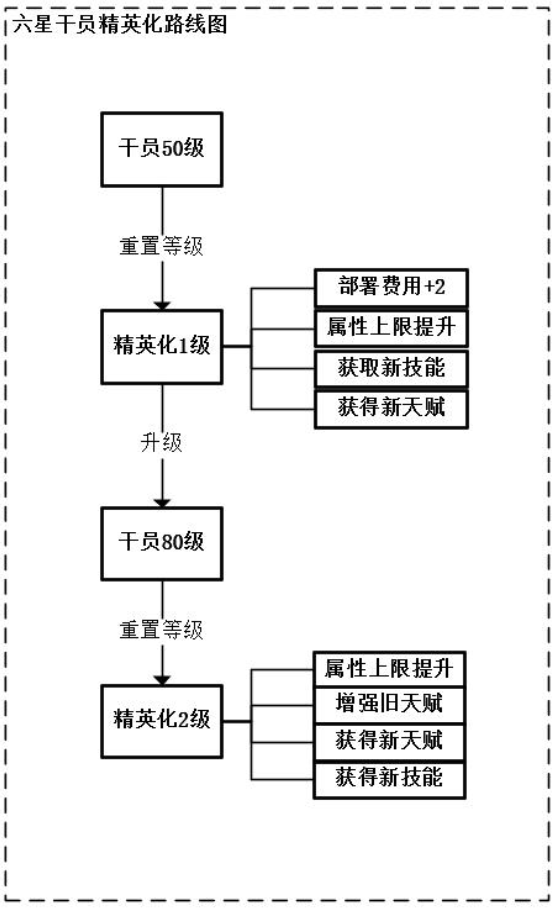 六星干员精英化路线图
干员50级
重置等级
精英化1级
部署费用+2
属性上限提升
获取新技能
获得新天赋
升级
干员80级
重置等级
精英化2级
属性上限提升
增强旧天赋
获得新天赋
获得新技能